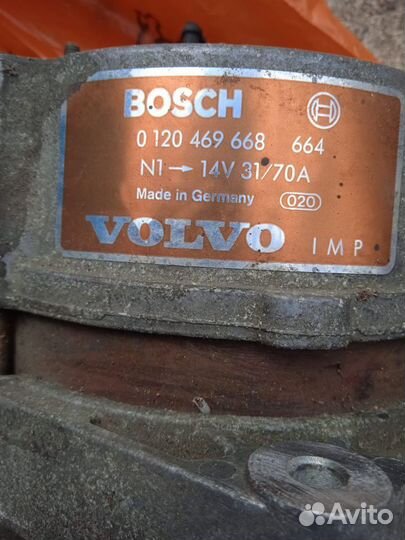 BOSCH
0 120 469 668 664
N1→ 14V 31/70A
Made in Germany 020
VOLVO IMP
Avito